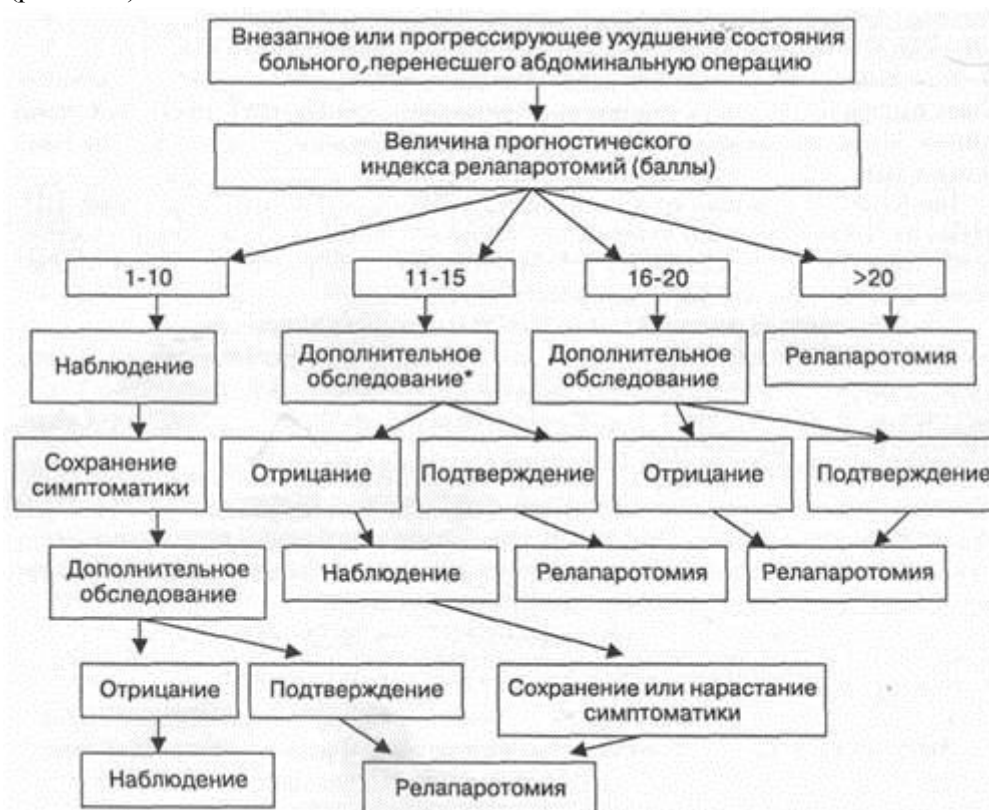 Внезапное или прогрессирующее ухудшение состояния
больного, перенесшего абдоминальную операцию
Величина прогностического
индекса релапаротомий (баллы)
1-10
11-15
16-20
>20
Наблюдение
Дополнительное
обследование*
Дополнительное
обследование
Релапаротомия
Сохранение
симптоматики
Отрицание
Подтверждение
Отрицание
Подтверждение
Дополнительное
обследование
Наблюдение
Релапаротомия
Релапаротомия
Отрицание
Подтверждение
Сохранение или нарастание
симптоматики
Наблюдение
Релапаротомия